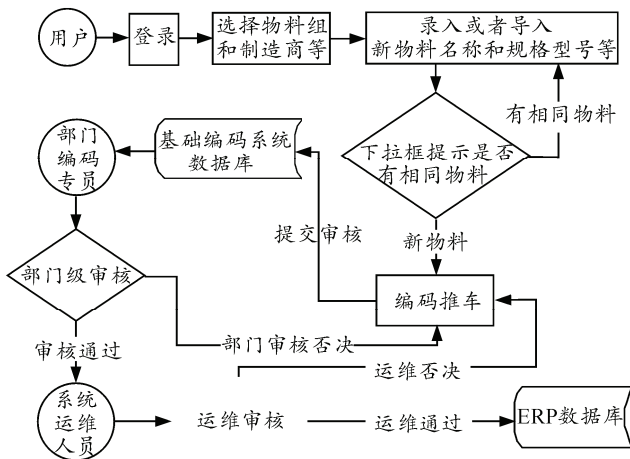 用户
登录
选择物料组
和制造商等
录入或者导入
新物料名称和规格型号等
有相同物料
下拉框提示是否
有相同物料
基础编码系统
数据库
部门
编码
专员
提交审核
新物料
部门级审核
编码推车
审核通过
部门审核否决
运维否决
系统
运维
人员
运维审核
运维通过
ERP数据库